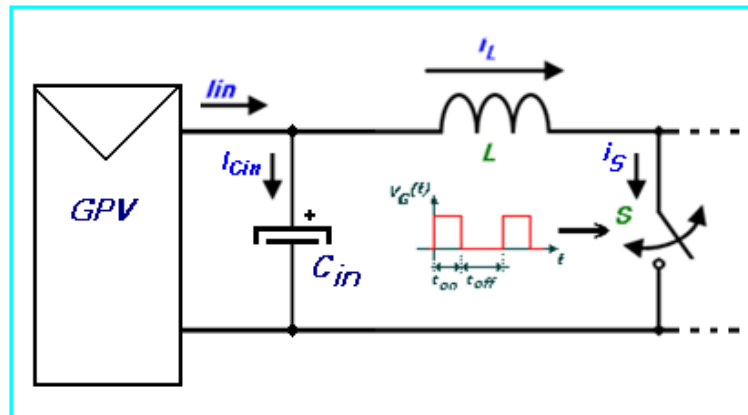 Iin
iL
iCin
L
iS
GPV
+
VG(t)
S
Cin
t
ton
toff